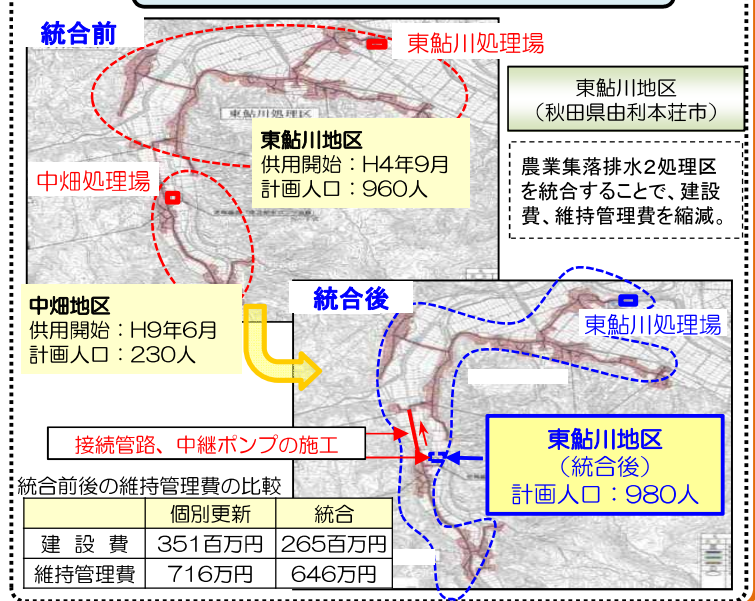 統合前
東鮎川処理場
東鮎川処理区
東鮎川地区
供用開始：H4年9月
計画人口：960人
中畑処理場
東鮎川地区
（秋田県由利本荘市）
農業集落排水2処理区
を統合することで、建設
費、維持管理費を縮減。
中畑地区
供用開始：H9年6月
計画人口：230人
統合後
東鮎川処理場
接続管路、中継ポンプの施工
東鮎川地区
（統合後）
計画人口：980人
統合前後の維持管理費の比較
個別更新 統合
建設費 351百万円 265百万円
維持管理費 716万円 646万円